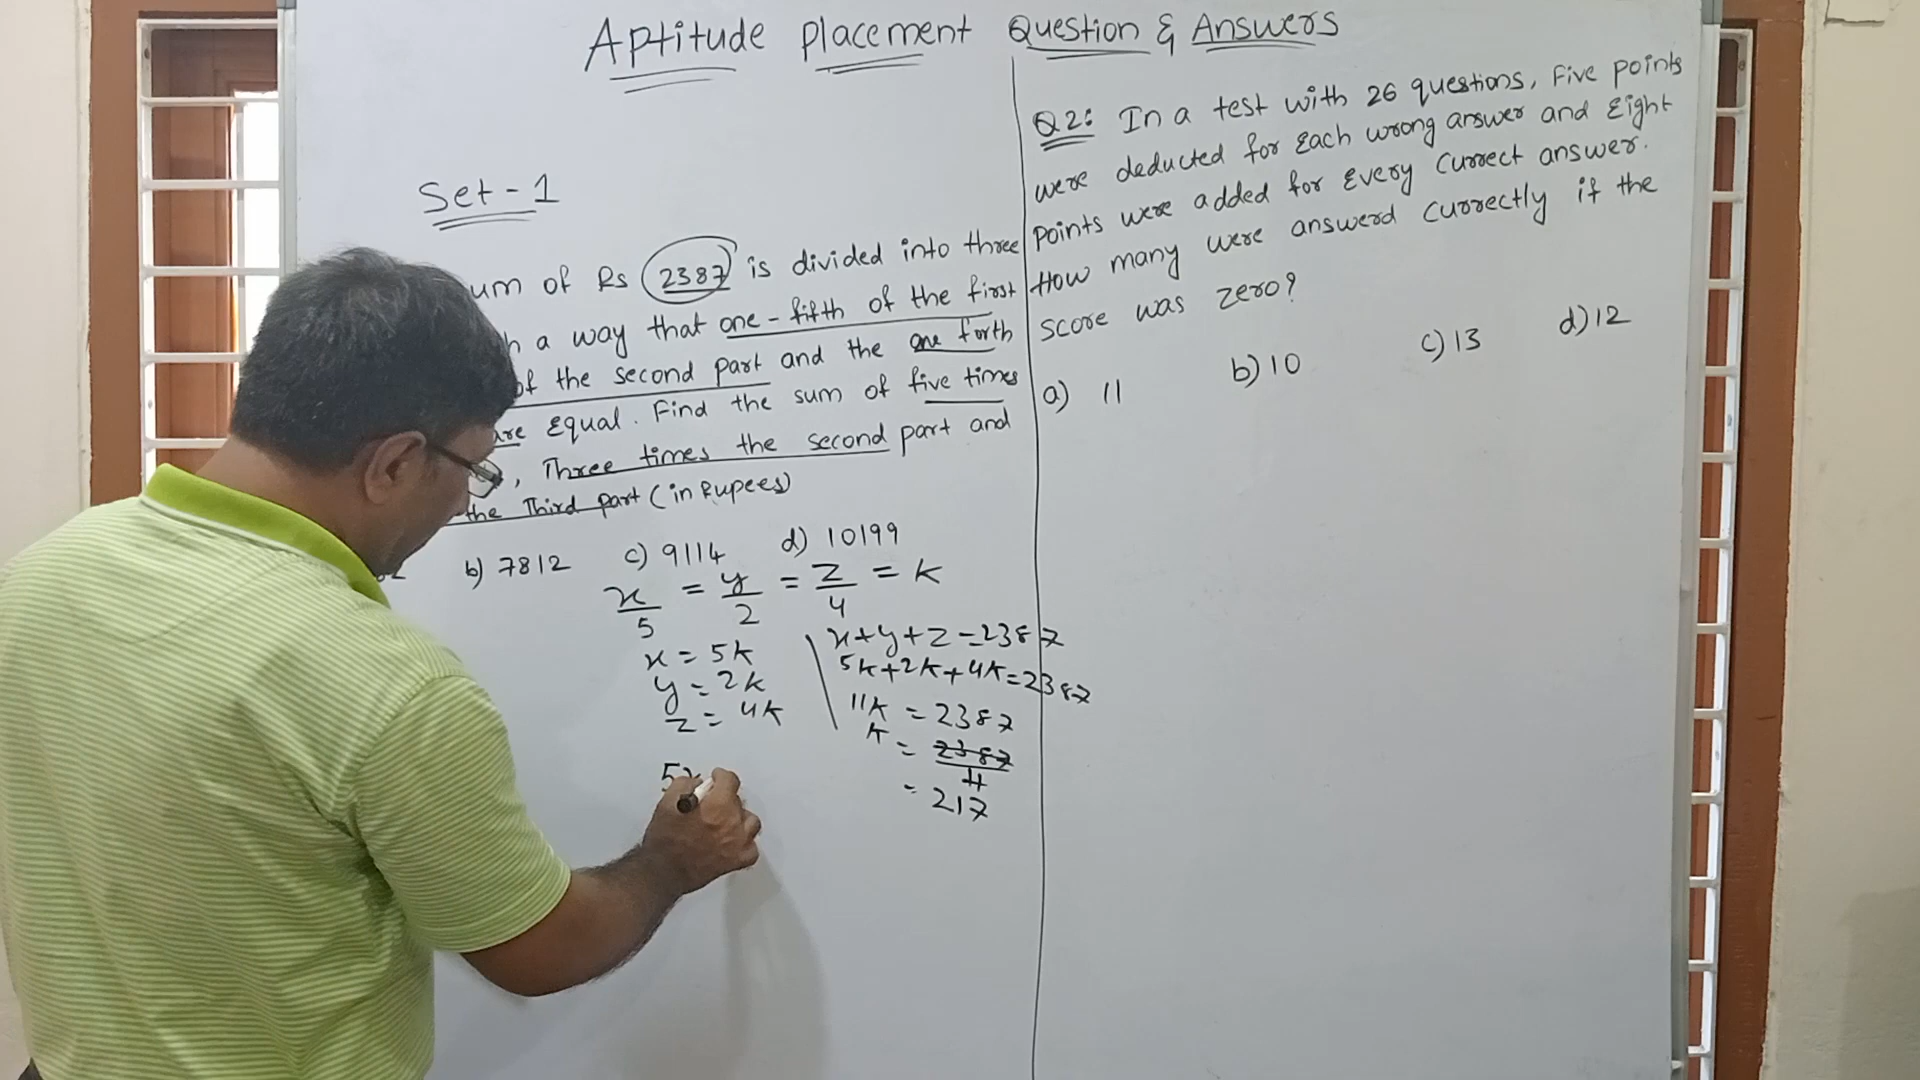 Aptitude Placement Question & Answers
Set - 1
um of Rs 2387 is divided into three
a way that one - fifth of the first
of the second part and the one forth
are Equal. Find the sum of five times
, Three times the second part and
the Third part (in Rupees)
b) 7812 c) 9114 d) 10199
x/5 = y/2 = z/4 = k
x = 5k
y = 2k
z = 4k
x+y+z = 2387
5k+2k+4k = 2387
11k = 2387
k = 2387/11
= 217
5x
Q2: In a test with 26 questions, Five points
were deducted for Each wrong answer and Eight
points were added for Every Currect answer.
How many were answerd Currectly if the
score was zero?
a) 11 b) 10 c) 13 d) 12